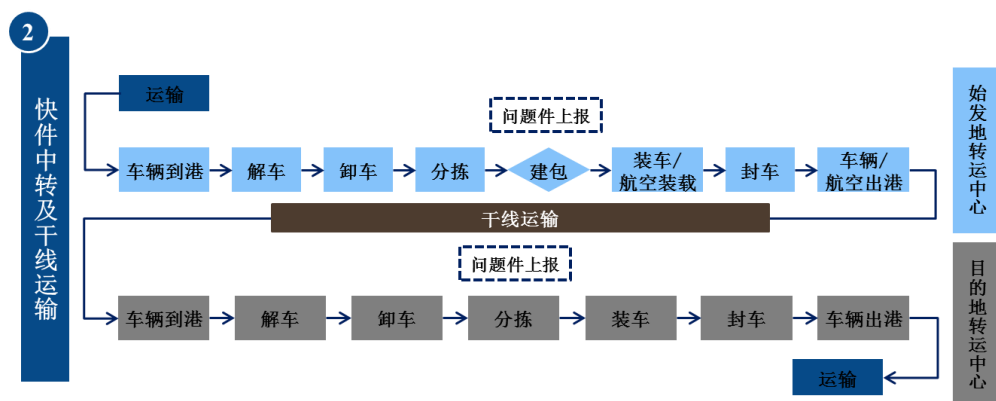 2
快件中转及干线运输
运输
问题件上报
车辆到港
解车
卸车
分拣
建包
装车/
航空装载
封车
车辆/
航空出港
始发地转运中心
干线运输
问题件上报
车辆到港
解车
卸车
分拣
装车
封车
车辆出港
目的地转运中心
运输